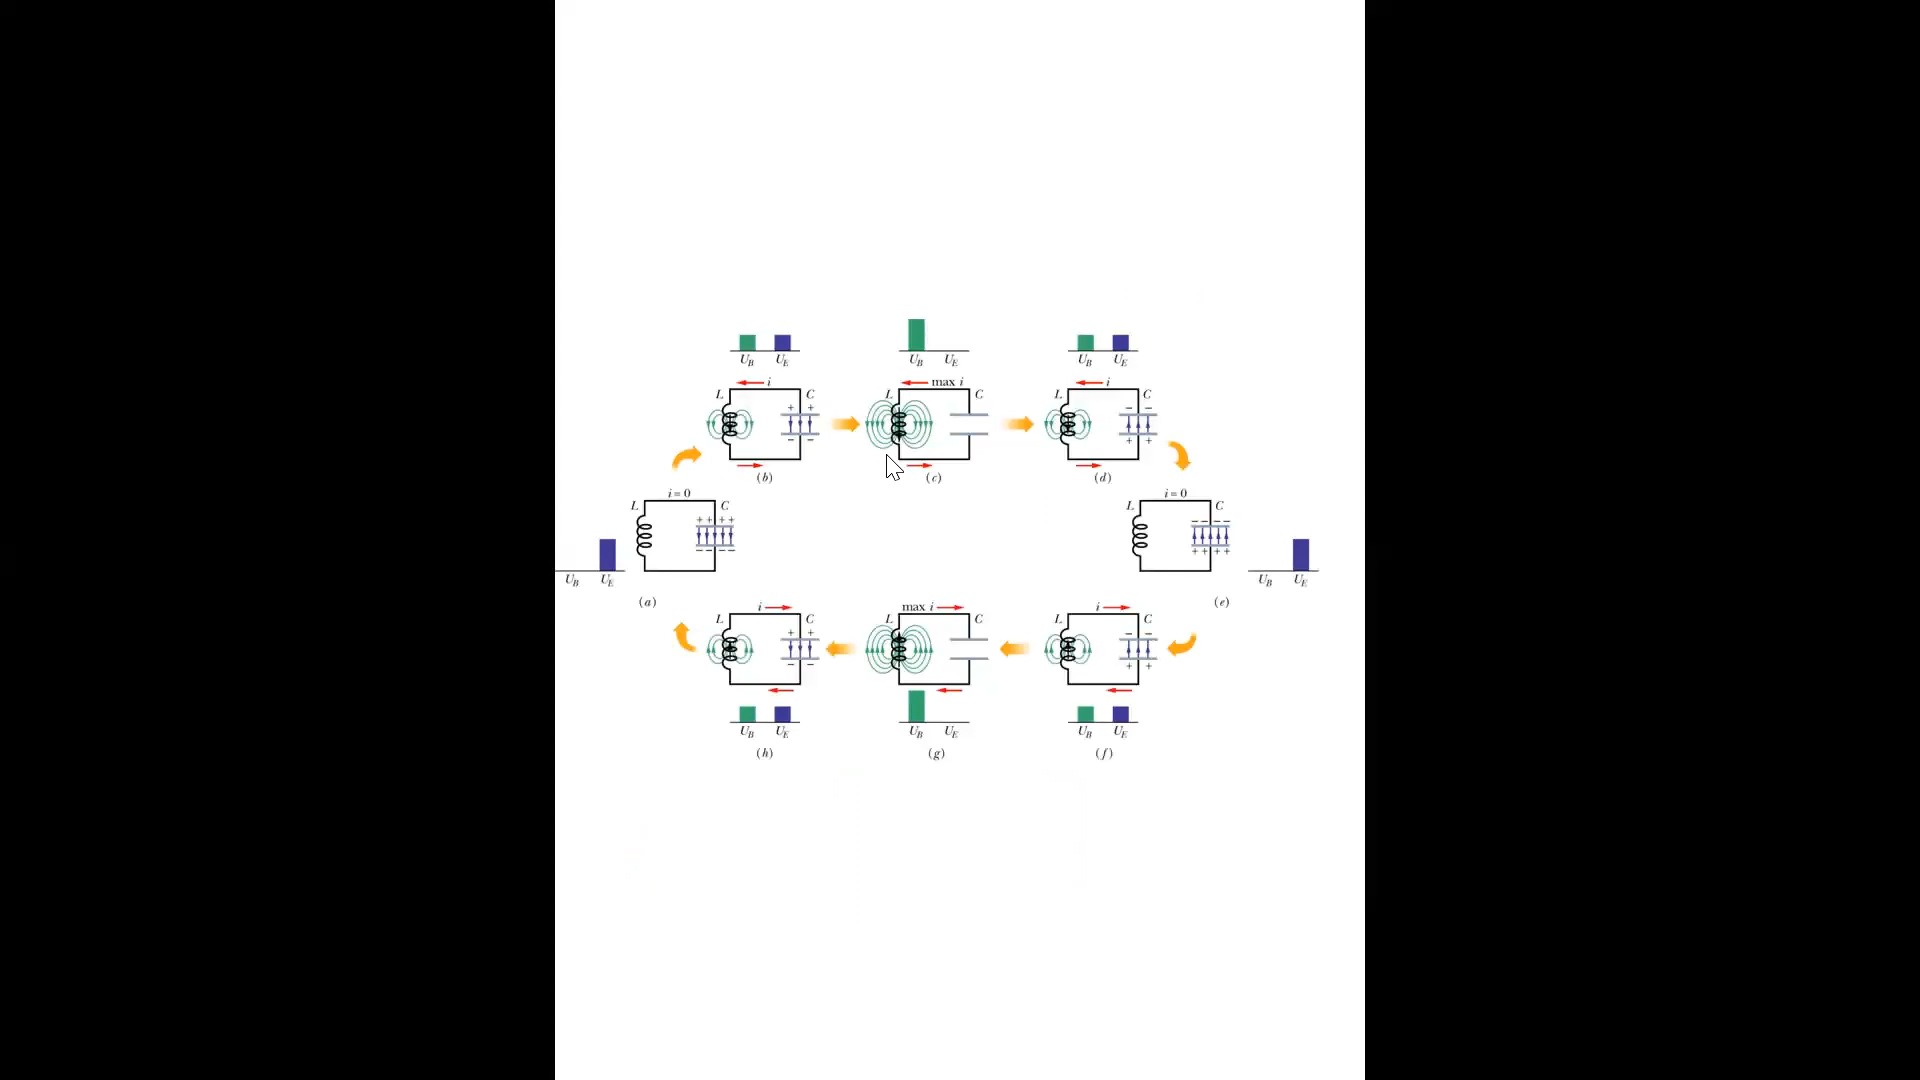 U_B U_E
U_B U_E
U_B U_E
i
max i
i
L C
L C
L C
+ +
− −
− −
+ +
(b)
(c)
(d)
i = 0
i = 0
L C
L C
+ + + +
− − − −
− − − −
+ + + +
U_B U_E
U_B U_E
(a)
(e)
i
max i
i
L C
L C
L C
+ +
− −
− −
+ +
U_B U_E
U_B U_E
U_B U_E
(h)
(g)
(f)